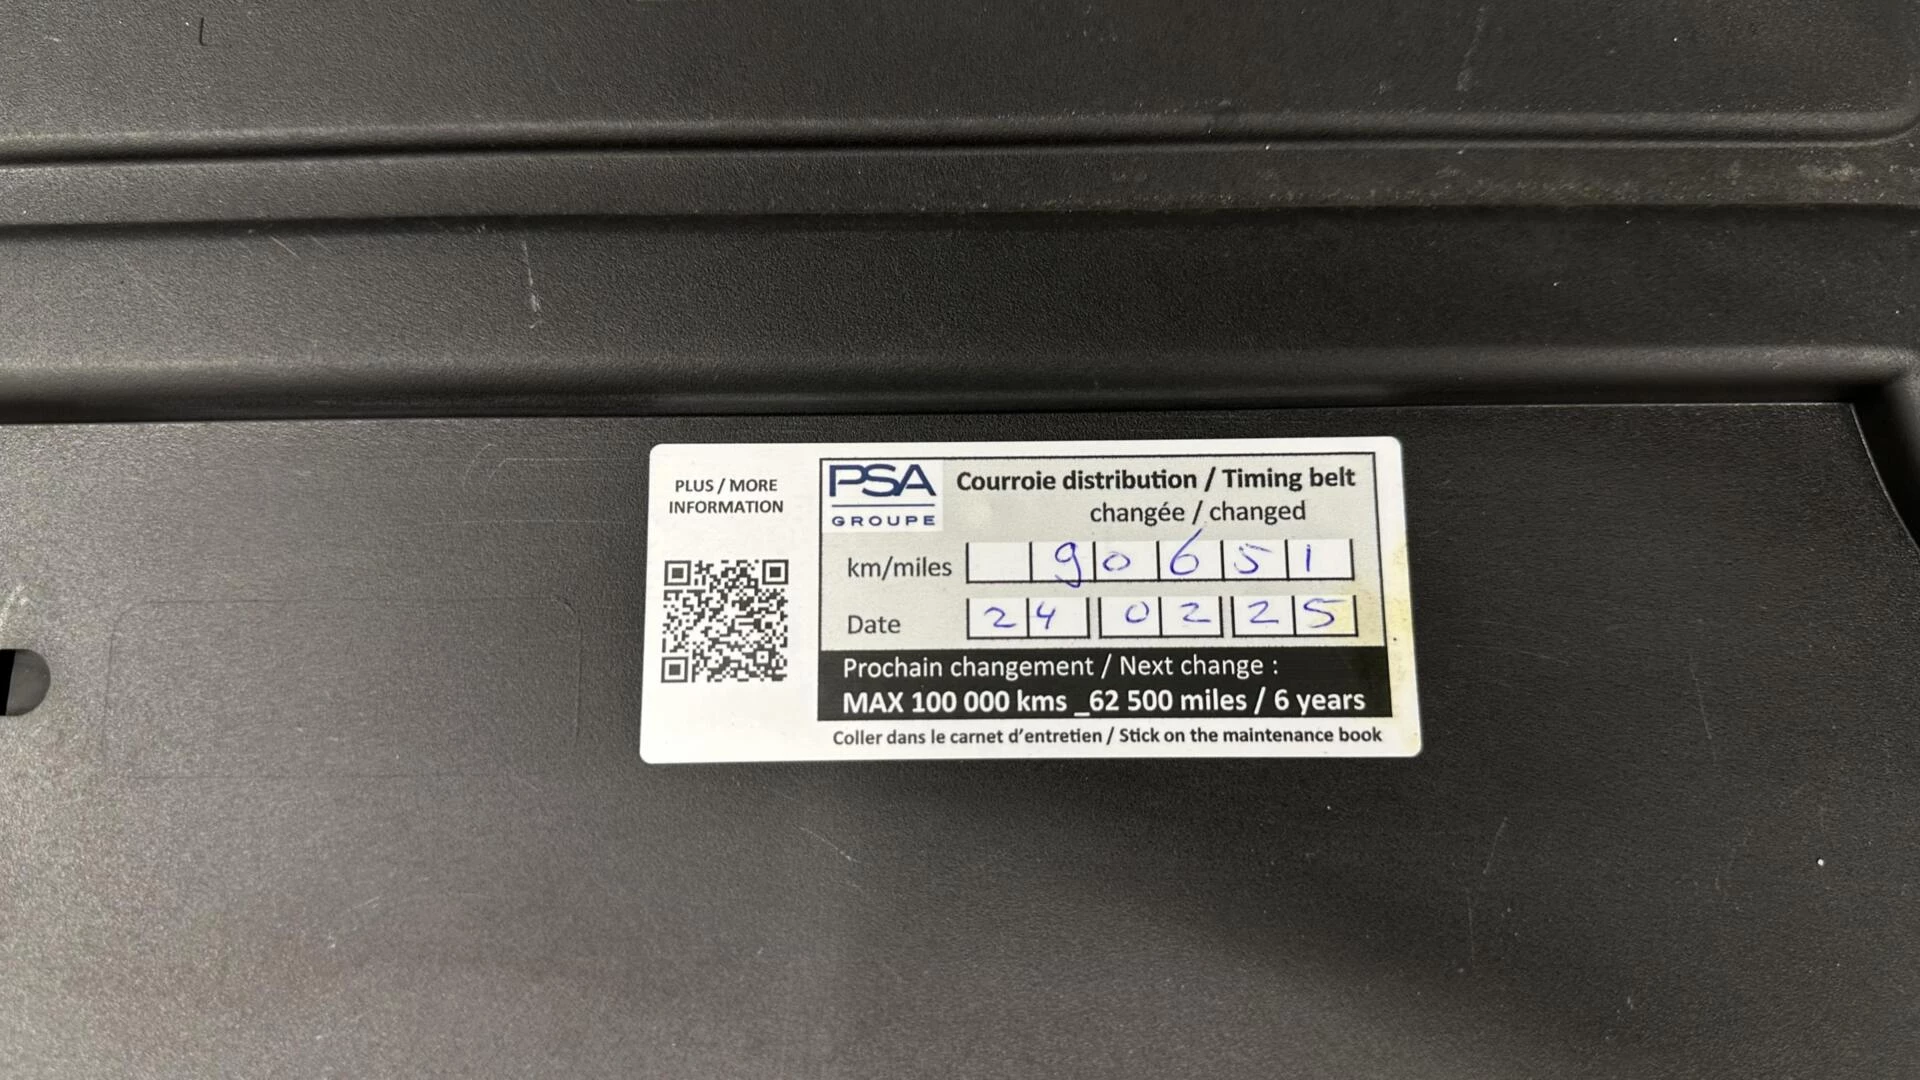 PLUS / MORE
INFORMATION
PSA
GROUPE
Courroie distribution / Timing belt
changée / changed
km/miles 90651
Date 24 02 25
Prochain changement / Next change :
MAX 100 000 kms _62 500 miles / 6 years
Coller dans le carnet d'entretien / Stick on the maintenance book